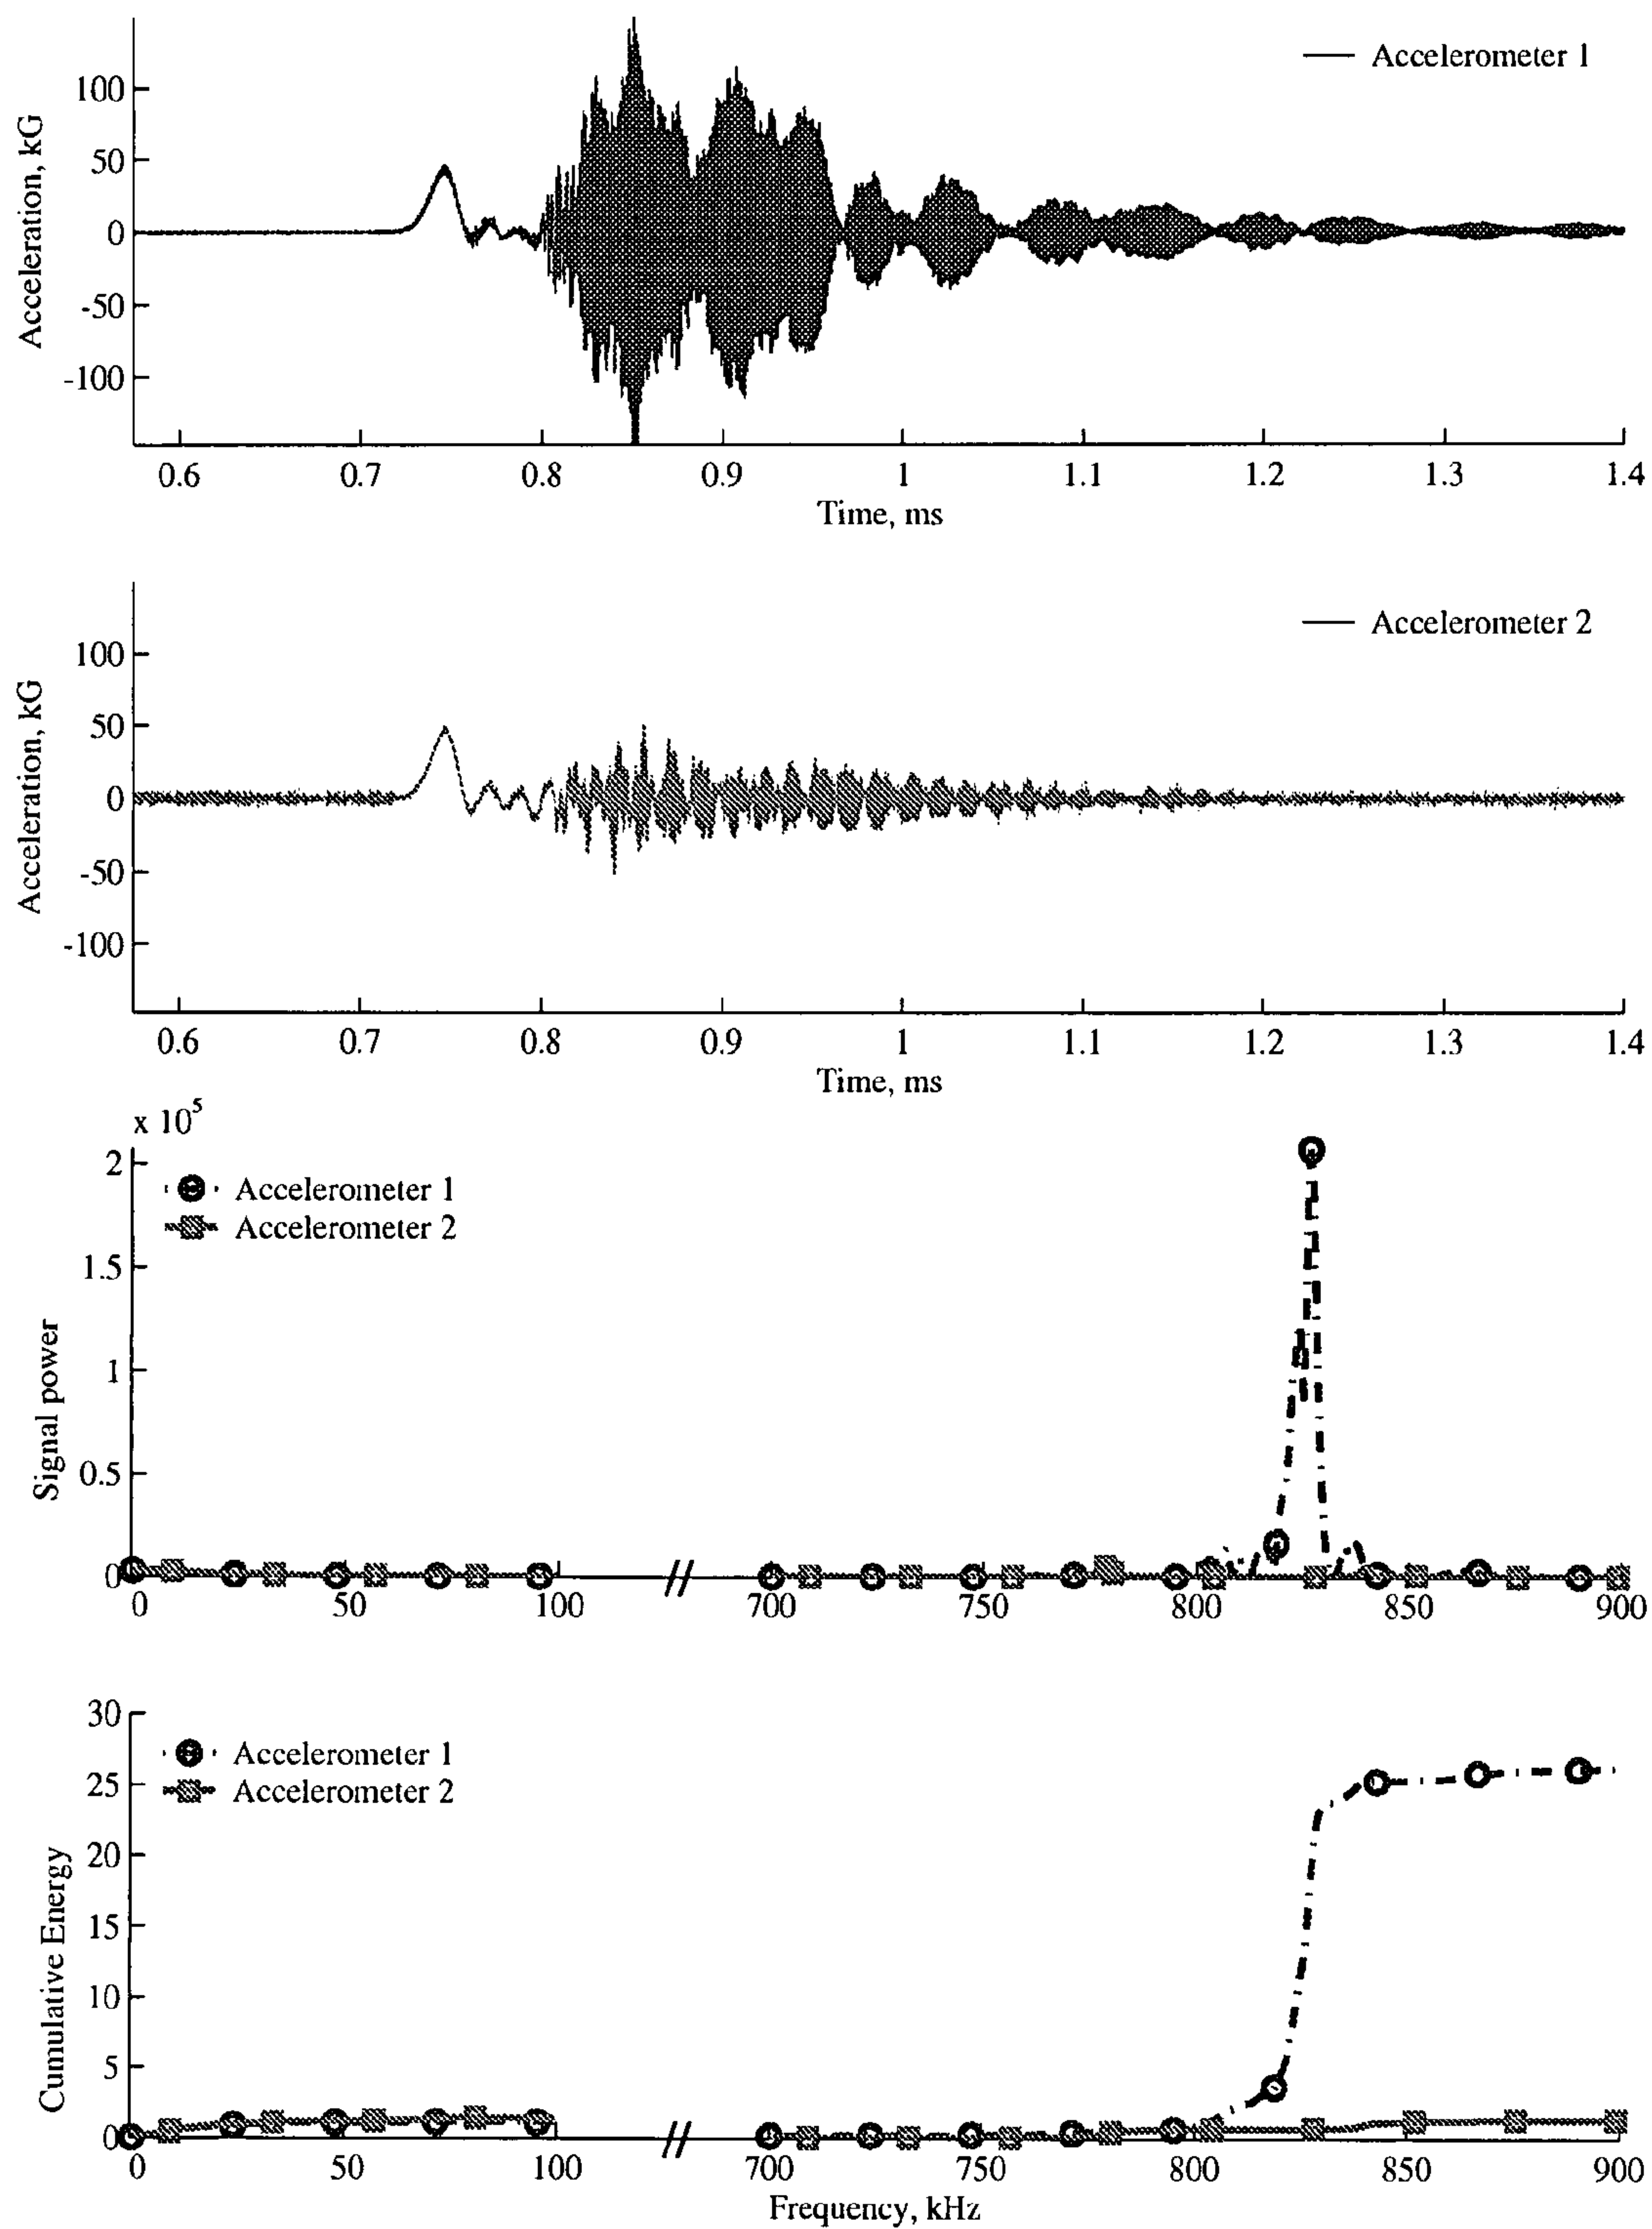 Accelerometer 1
Acceleration, kG
100
50
0
-50
-100
0.6 0.7 0.8 0.9 1 1.1 1.2 1.3 1.4
Time, ms
Accelerometer 2
Acceleration, kG
100
50
0
-50
-100
0.6 0.7 0.8 0.9 1 1.1 1.2 1.3 1.4
Time, ms
x 10^5
Accelerometer 1
Accelerometer 2
Signal power
2
1.5
1
0.5
0
0 50 100 700 750 800 850 900
Accelerometer 1
Accelerometer 2
Cumulative Energy
30
25
20
15
10
5
0
0 50 100 700 750 800 850 900
Frequency, kHz